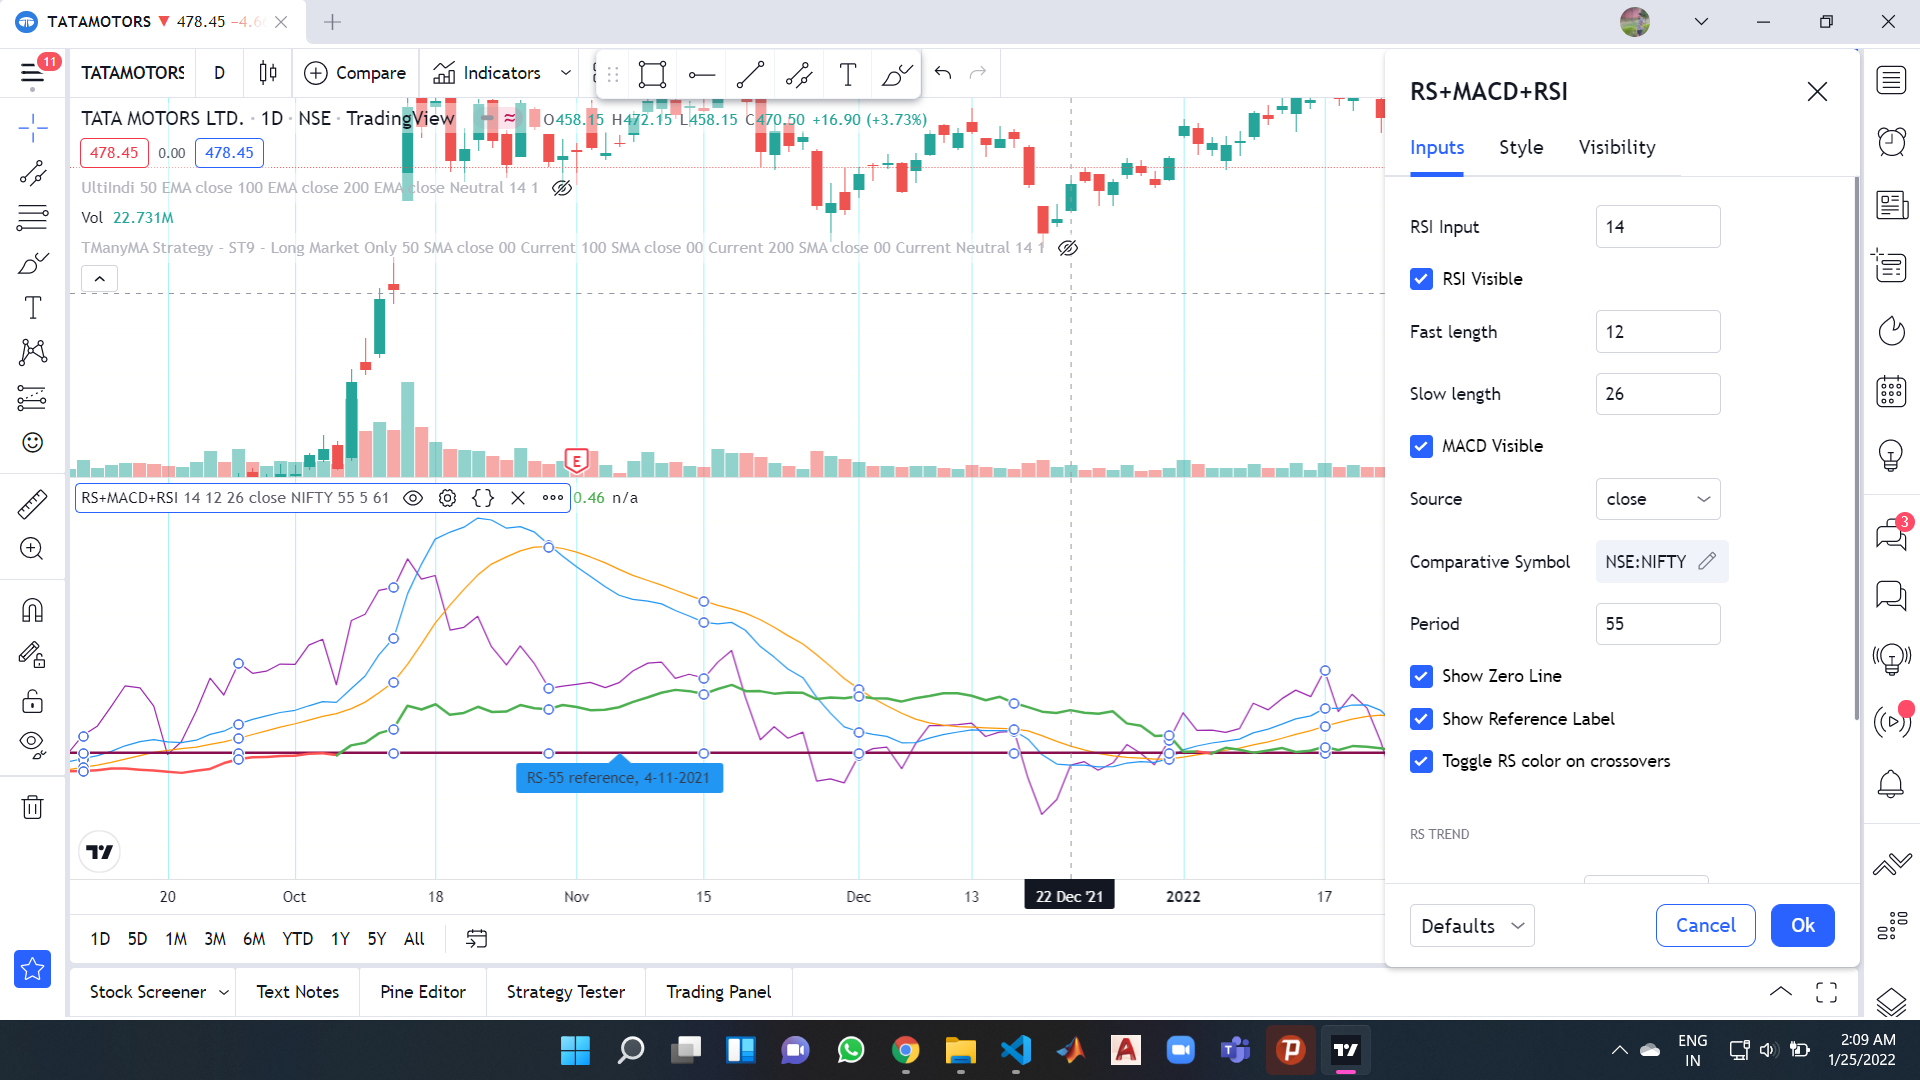 TATAMOTORS ▼ 478.45 −4.6
11
TATAMOTORS
D
Compare
Indicators
TATA MOTORS LTD. · 1D · NSE · TradingView
O458.15 H472.15 L458.15 C470.50 +16.90 (+3.73%)
478.45 0.00 478.45
UltiIndi 50 EMA close 100 EMA close 200 EMA close Neutral 14 1
Vol 22.731M
TManyMA Strategy - ST9 - Long Market Only 50 SMA close 00 Current 100 SMA close 00 Current 200 SMA close 00 Current Neutral 14 1
E
RS+MACD+RSI 14 12 26 close NIFTY 55 5 61
0.46 n/a
RS-55 reference, 4-11-2021
20 Oct 18 Nov 15 Dec 13 22 Dec '21 2022 17
1D 5D 1M 3M 6M YTD 1Y 5Y All
Stock Screener
Text Notes
Pine Editor
Strategy Tester
Trading Panel
RS+MACD+RSI
Inputs Style Visibility
RSI Input 14
RSI Visible
Fast length 12
Slow length 26
MACD Visible
Source close
Comparative Symbol NSE:NIFTY
Period 55
Show Zero Line
Show Reference Label
Toggle RS color on crossovers
RS TREND
Defaults
Cancel
Ok
3
ENG
IN
2:09 AM
1/25/2022